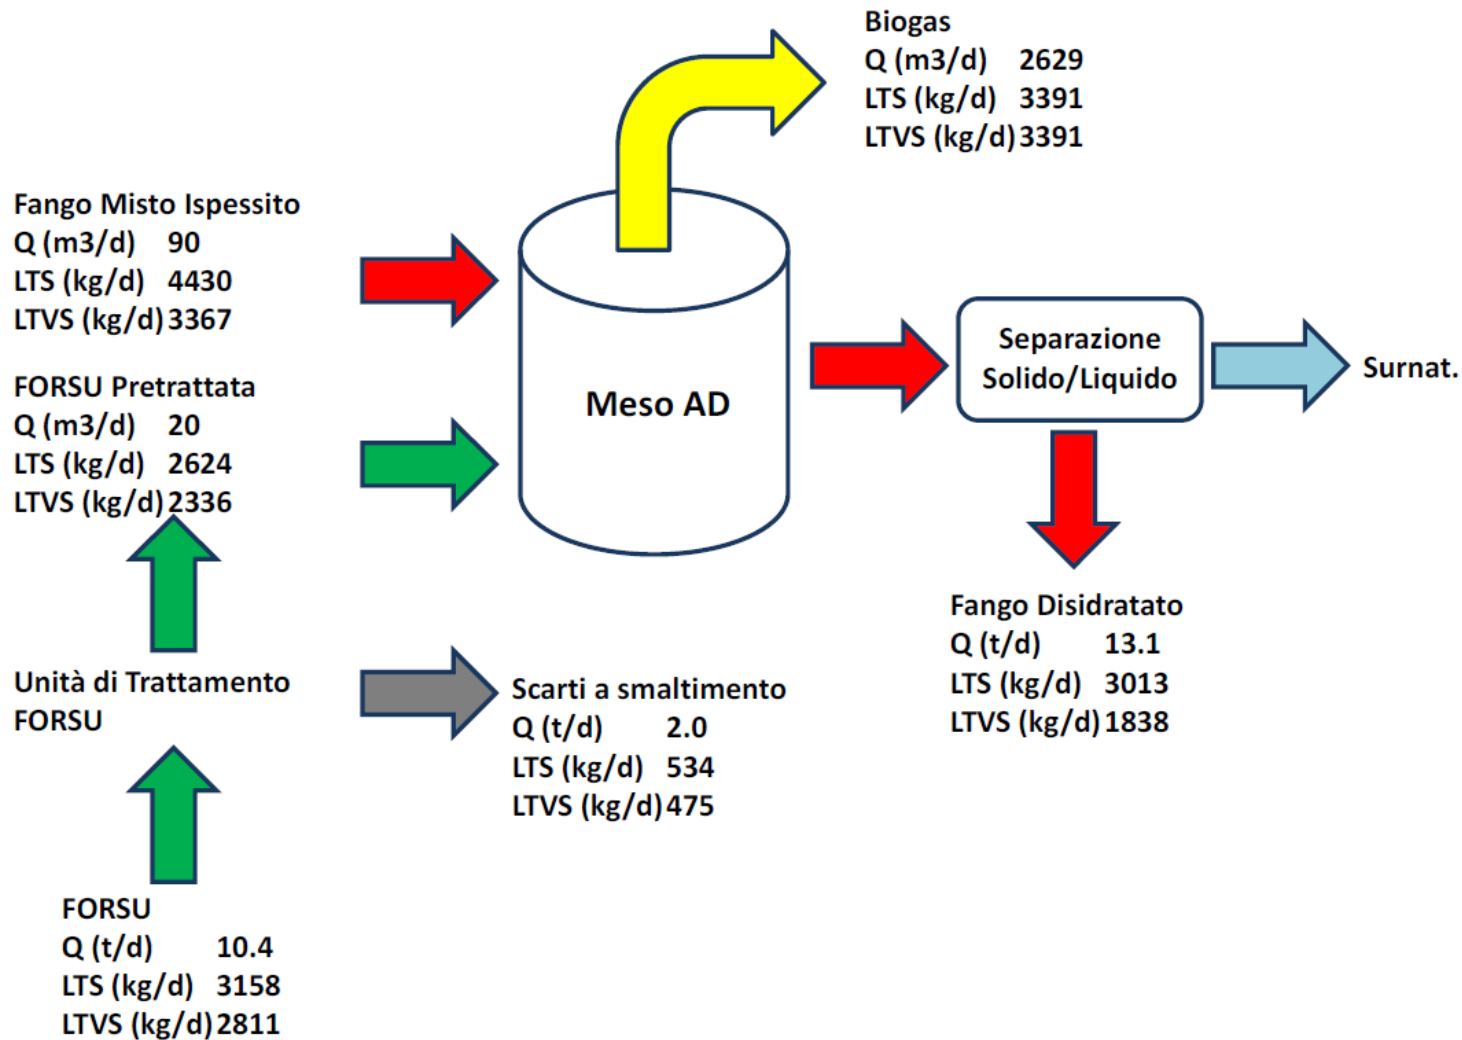 Biogas
Q (m3/d) 2629
LTS (kg/d) 3391
LTVS (kg/d) 3391
Fango Misto Ispessito
Q (m3/d) 90
LTS (kg/d) 4430
LTVS (kg/d) 3367
FORSU Pretrattata
Q (m3/d) 20
LTS (kg/d) 2624
LTVS (kg/d) 2336
Meso AD
Separazione
Solido/Liquido
Surnat.
Fango Disidratato
Q (t/d) 13.1
LTS (kg/d) 3013
LTVS (kg/d) 1838
Unità di Trattamento
FORSU
Scarti a smaltimento
Q (t/d) 2.0
LTS (kg/d) 534
LTVS (kg/d) 475
FORSU
Q (t/d) 10.4
LTS (kg/d) 3158
LTVS (kg/d) 2811